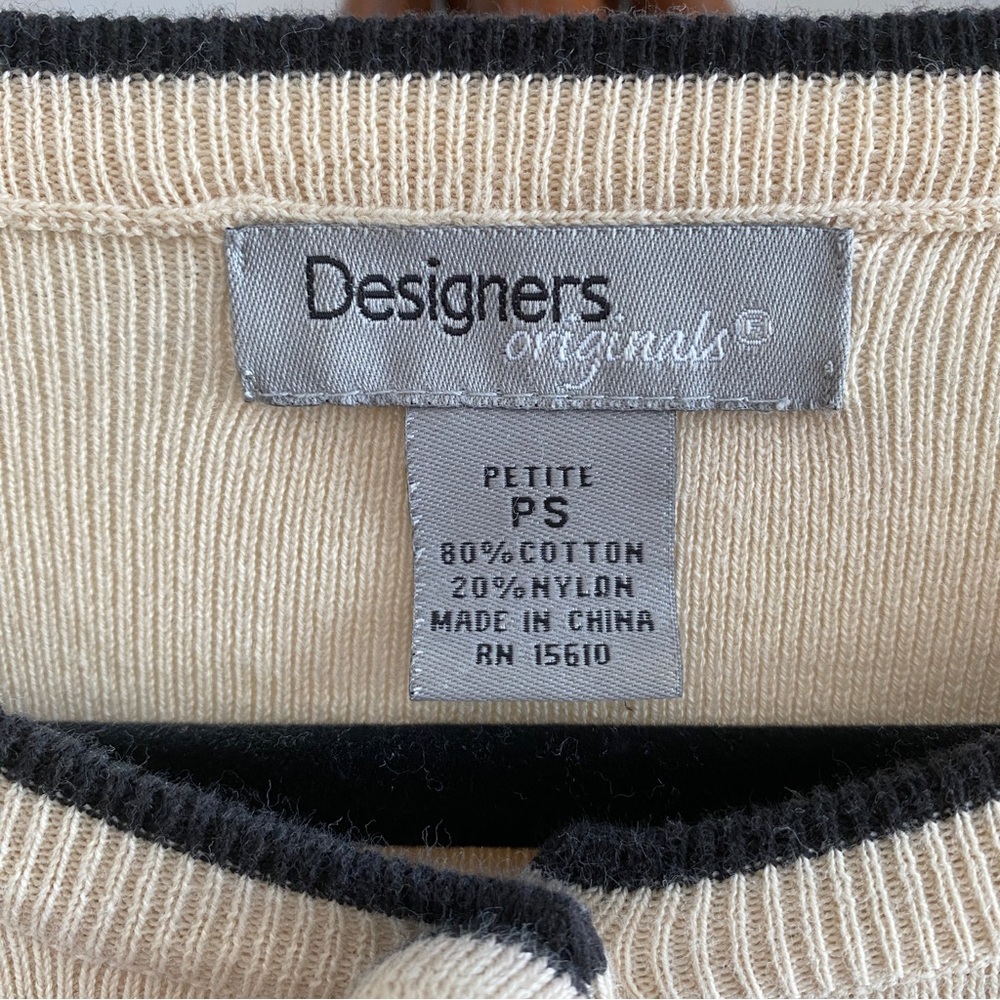 Designers
originals®
PETITE
PS
80% COTTON
20% NYLON
MADE IN CHINA
RN 15610